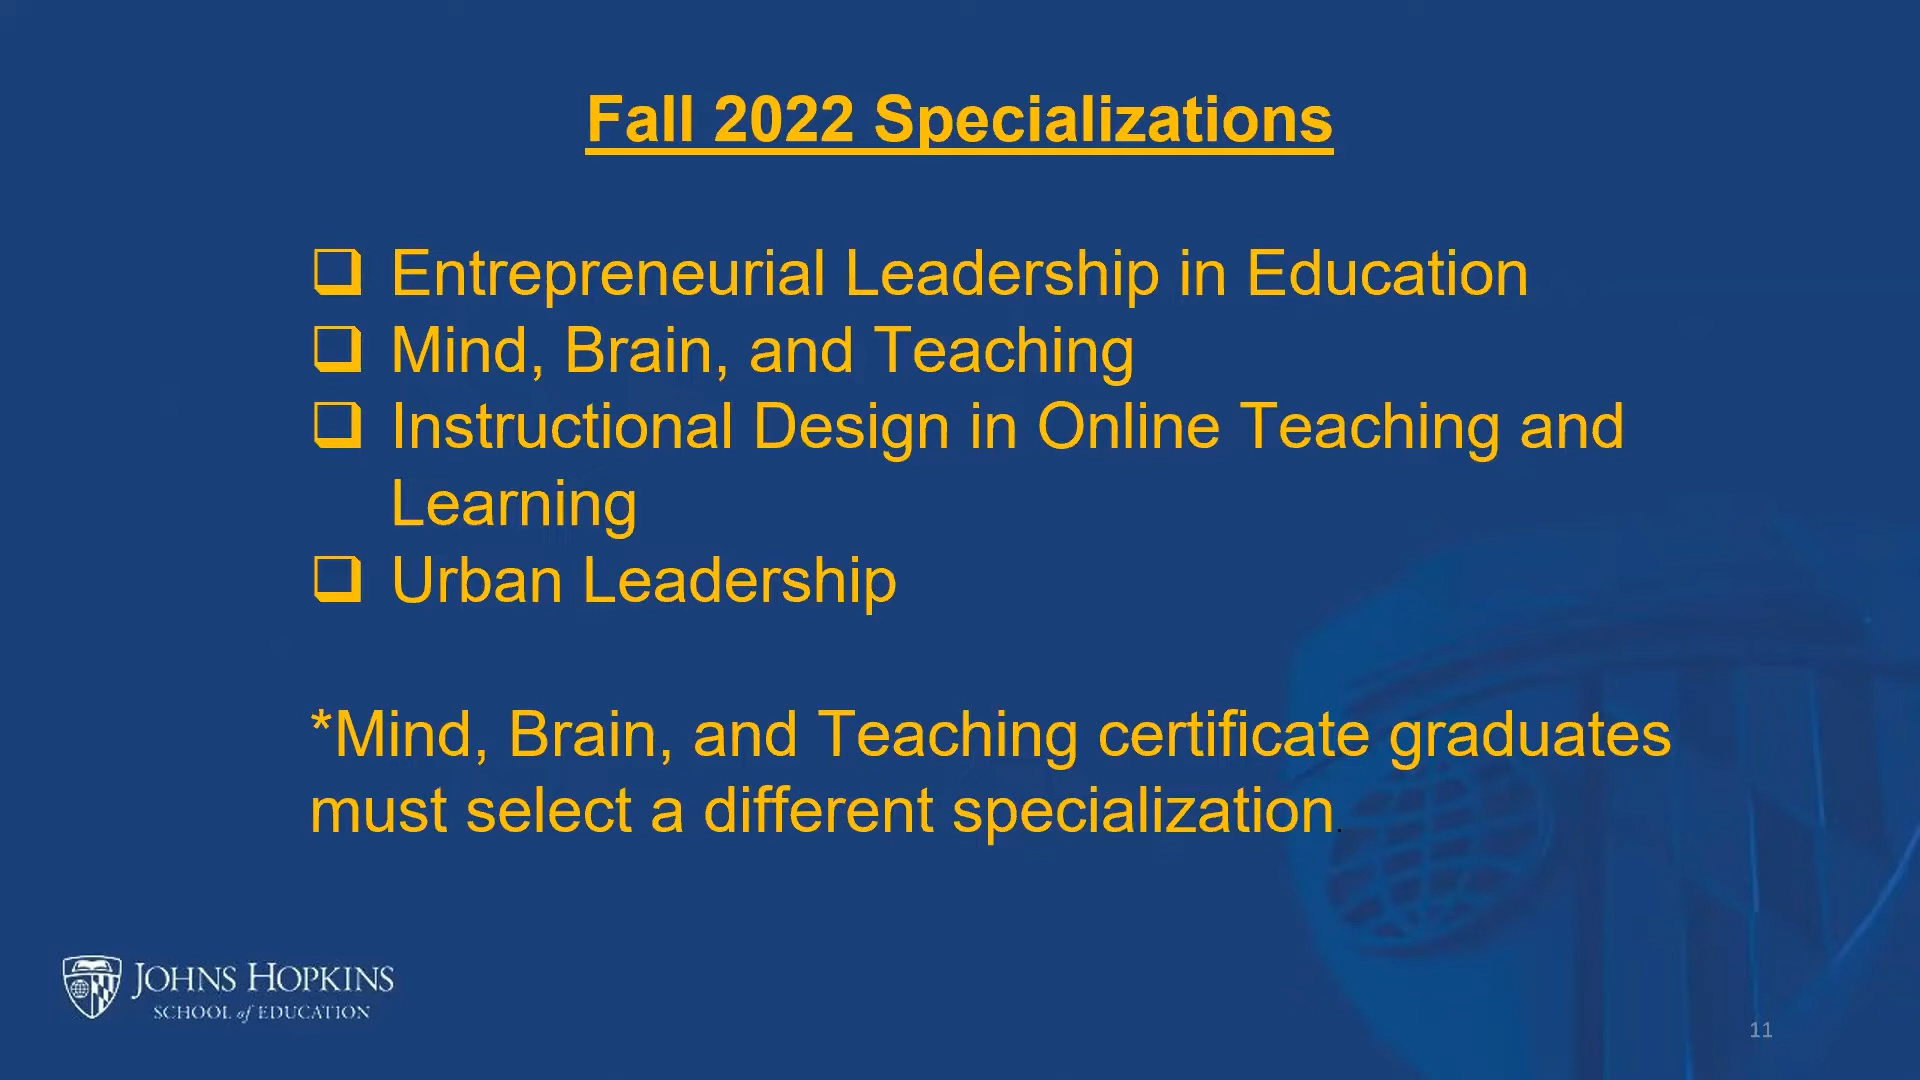 Fall 2022 Specializations
❑ Entrepreneurial Leadership in Education
❑ Mind, Brain, and Teaching
❑ Instructional Design in Online Teaching and
Learning
❑ Urban Leadership
*Mind, Brain, and Teaching certificate graduates
must select a different specialization.
JOHNS HOPKINS
SCHOOL of EDUCATION
11